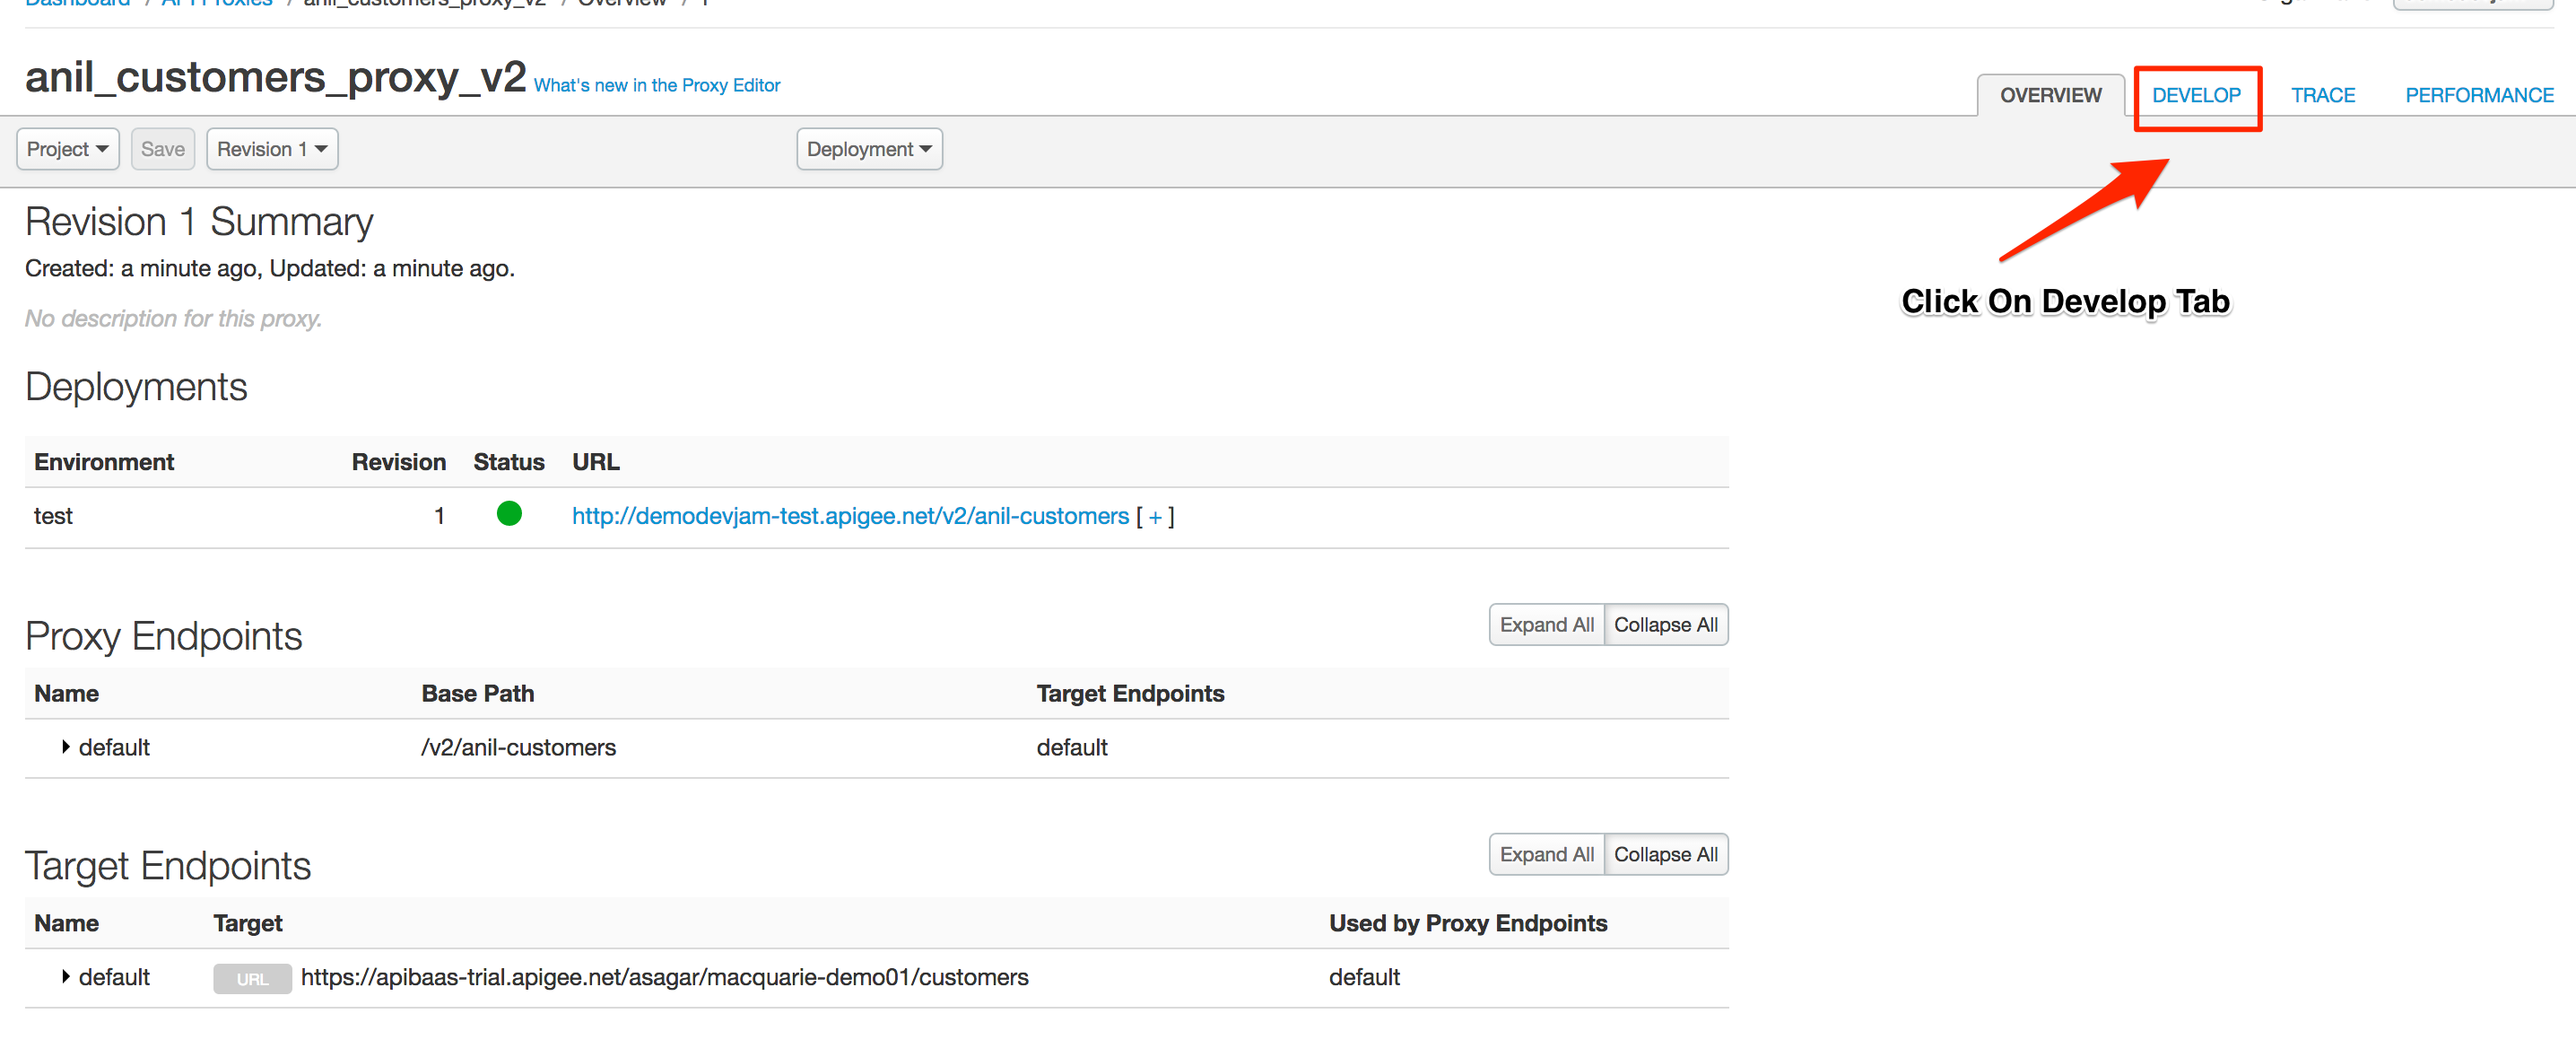 Dashboard / API Proxies / anil_customers_proxy_v2 / Overview / 1
anil_customers_proxy_v2 What's new in the Proxy Editor
OVERVIEW DEVELOP TRACE PERFORMANCE
Project Save Revision 1 Deployment
Revision 1 Summary
Created: a minute ago, Updated: a minute ago.
Click On Develop Tab
No description for this proxy.
Deployments
Environment Revision Status URL
test 1 http://demodevjam-test.apigee.net/v2/anil-customers [ + ]
Proxy Endpoints Expand All Collapse All
Name Base Path Target Endpoints
default /v2/anil-customers default
Target Endpoints Expand All Collapse All
Name Target Used by Proxy Endpoints
default URL https://apibaas-trial.apigee.net/asagar/macquarie-demo01/customers default